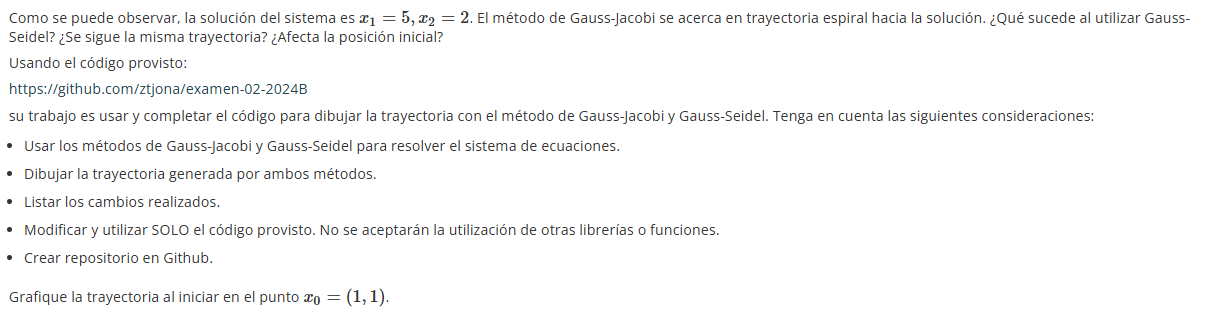 Como se puede observar, la solución del sistema es x₁ = 5, x₂ = 2. El método de Gauss-Jacobi se acerca en trayectoria espiral hacia la solución. ¿Qué sucede al utilizar Gauss-
Seidel? ¿Se sigue la misma trayectoria? ¿Afecta la posición inicial?
Usando el código provisto:
https://github.com/ztjona/examen-02-2024B
su trabajo es usar y completar el código para dibujar la trayectoria con el método de Gauss-Jacobi y Gauss-Seidel. Tenga en cuenta las siguientes consideraciones:
• Usar los métodos de Gauss-Jacobi y Gauss-Seidel para resolver el sistema de ecuaciones.
• Dibujar la trayectoria generada por ambos métodos.
• Listar los cambios realizados.
• Modificar y utilizar SOLO el código provisto. No se aceptarán la utilización de otras librerías o funciones.
• Crear repositorio en Github.
Grafique la trayectoria al iniciar en el punto x₀ = (1, 1).